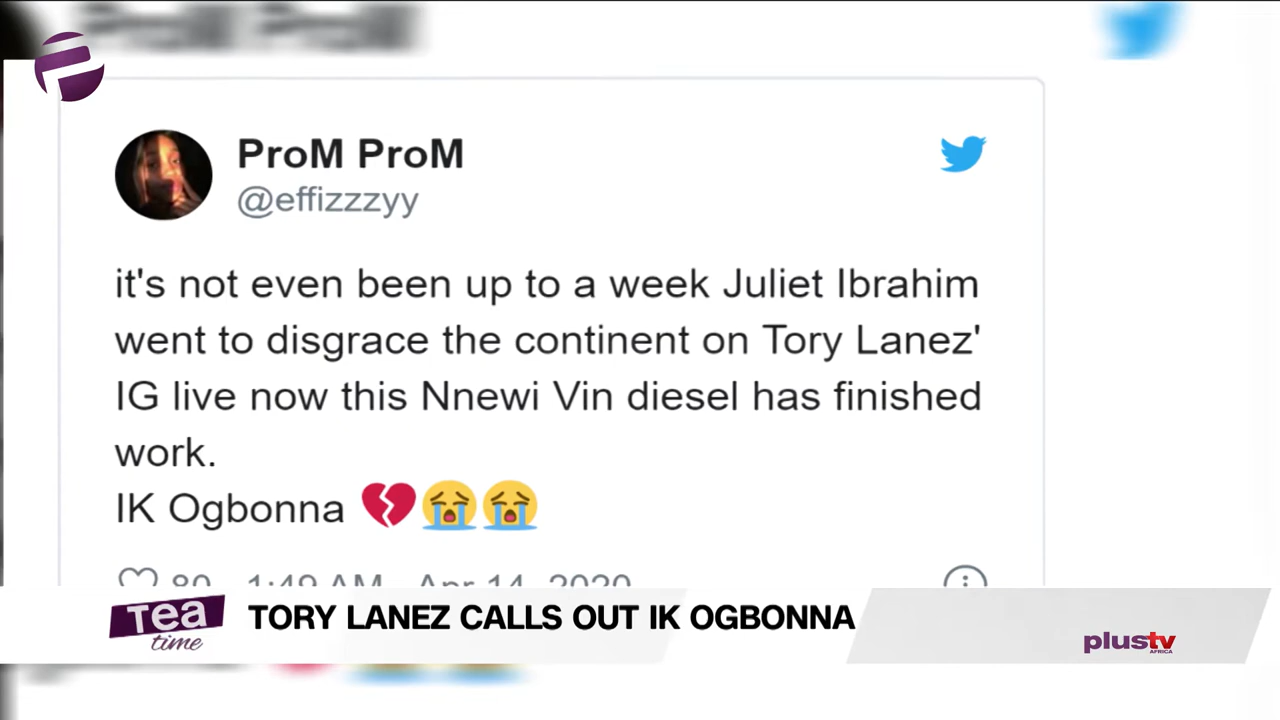 ProM ProM
@effizzzyy
it's not even been up to a week Juliet Ibrahim
went to disgrace the continent on Tory Lanez'
IG live now this Nnewi Vin diesel has finished
work.
IK Ogbonna 💔😭😭
80 1:49 AM - Apr 14, 2020
Tea
time
TORY LANEZ CALLS OUT IK OGBONNA
plustv
AFRICA